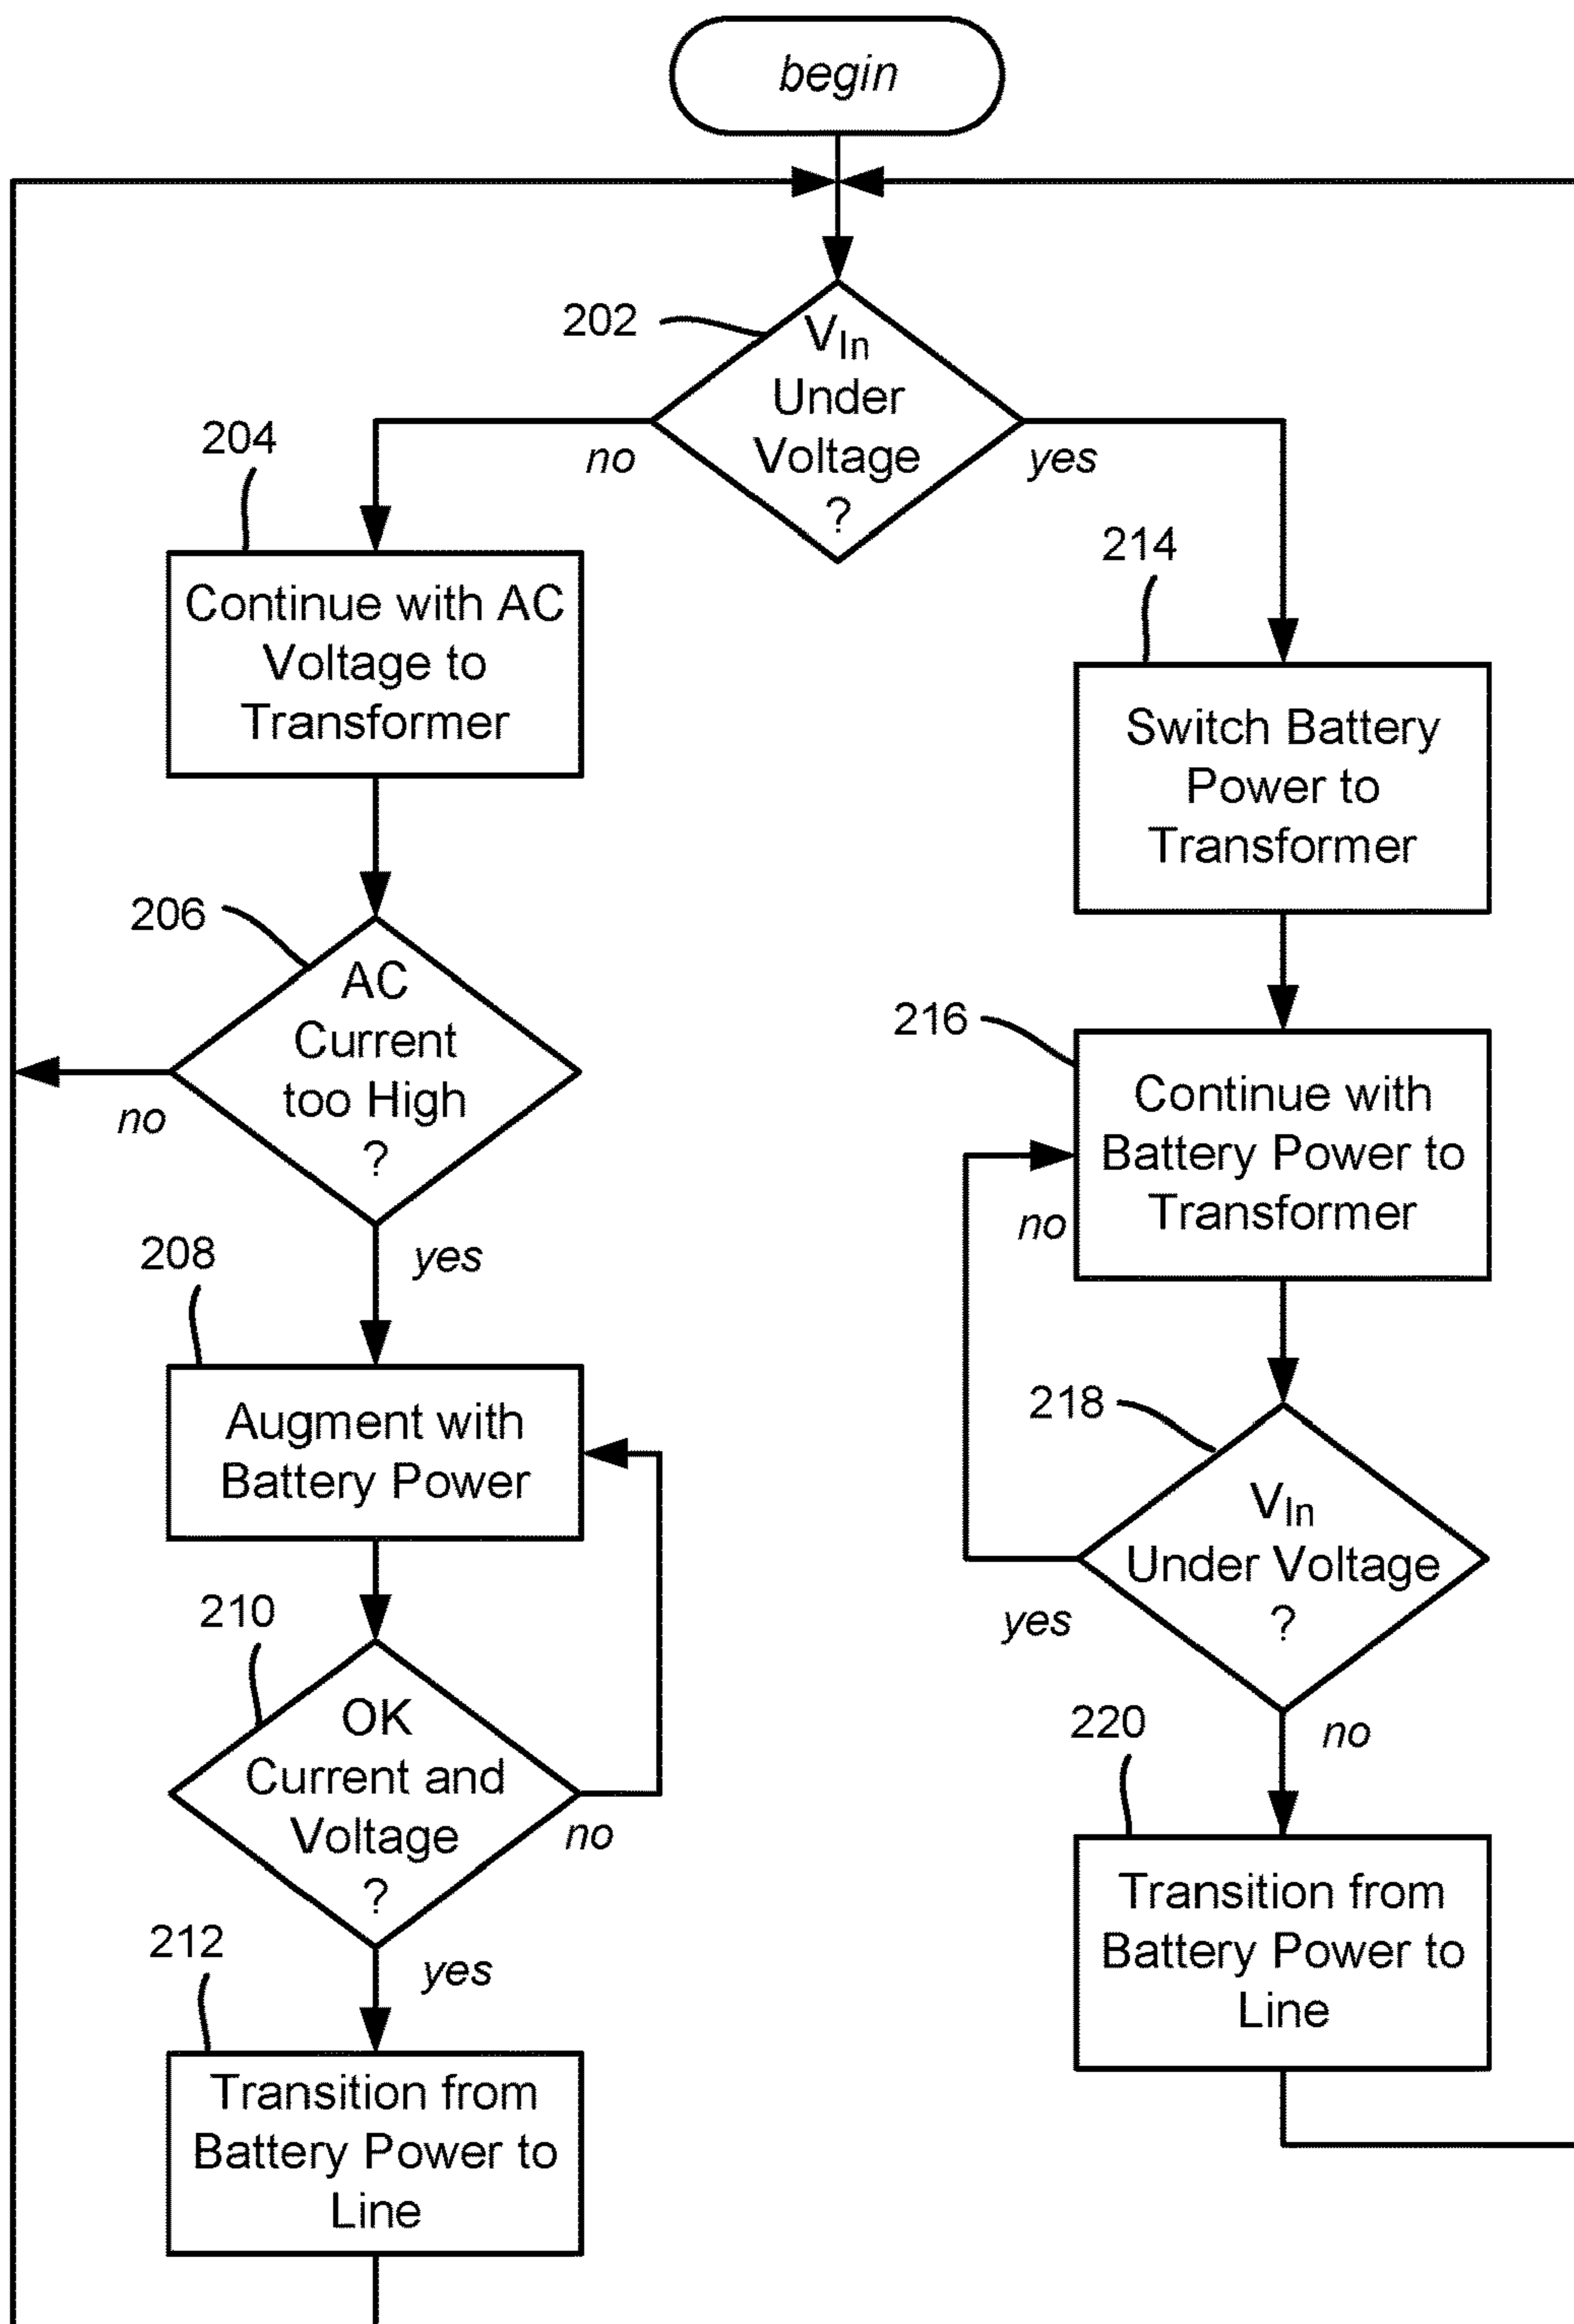 begin
202
V_In
Under
Voltage
?
no
yes
204
Continue with AC
Voltage to
Transformer
214
Switch Battery
Power to
Transformer
206
AC
Current
too High
?
no
yes
216
Continue with
Battery Power to
Transformer
no
208
Augment with
Battery Power
218
V_In
Under Voltage
?
yes
no
210
OK
Current and
Voltage
?
no
yes
220
Transition from
Battery Power to
Line
212
Transition from
Battery Power to
Line